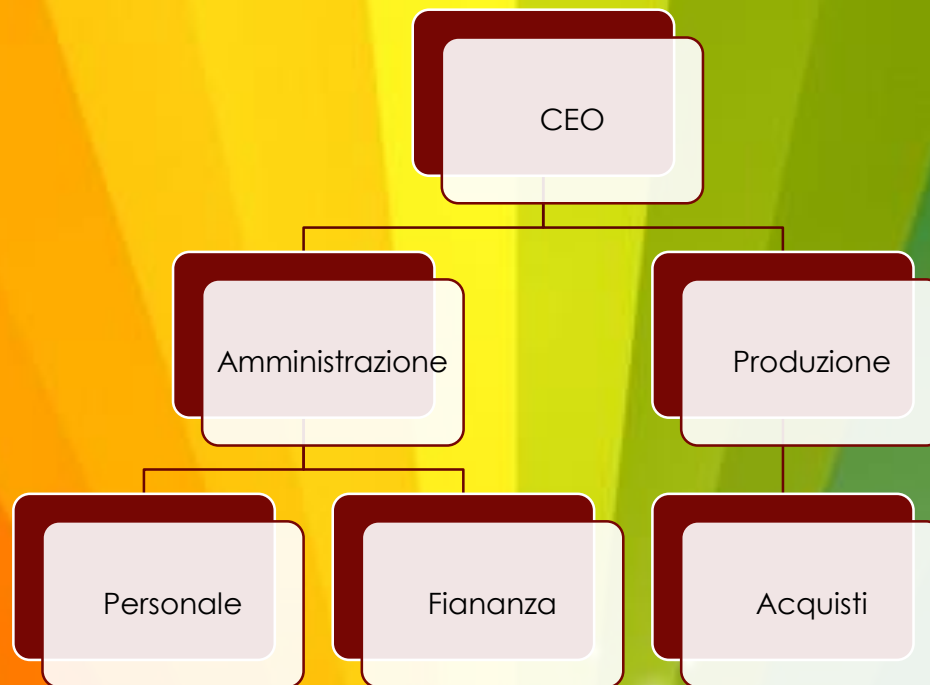 CEO
Amministrazione
Produzione
Personale
Fiananza
Acquisti